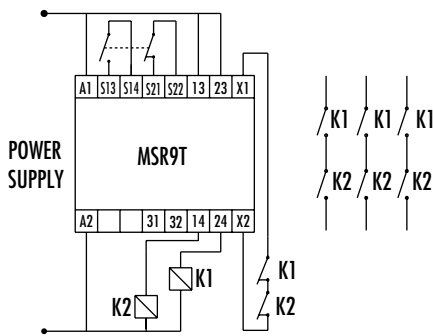 A1 S13 S14 S21 S22 13 23 X1
POWER
SUPPLY
MSR9T
A2 31 32 14 24 X2
K1
K2
K1
K2
K1 K1 K1
K2 K2 K2